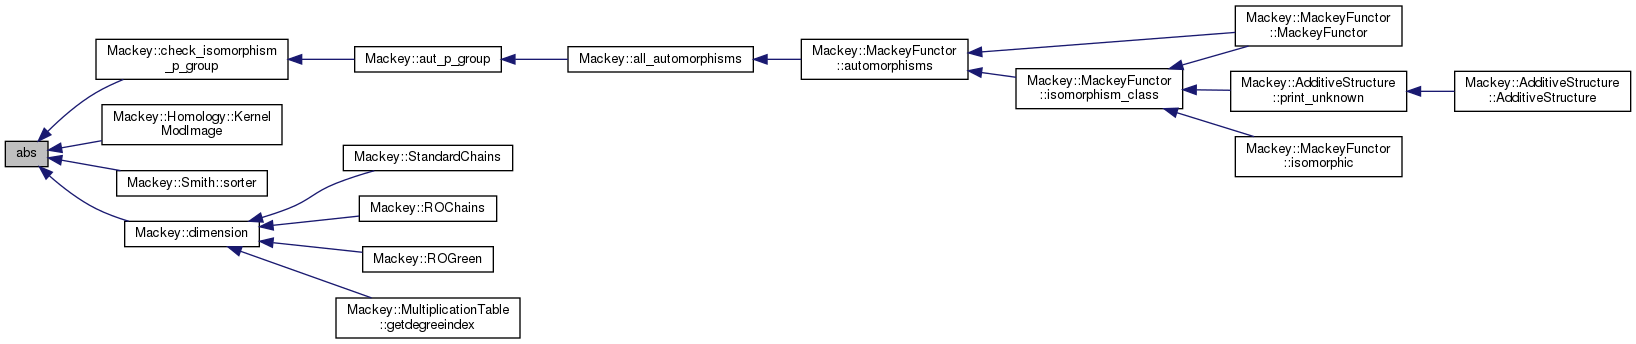 abs
Mackey::check_isomorphism
_p_group
Mackey::Homology::Kernel
ModImage
Mackey::Smith::sorter
Mackey::dimension
Mackey::aut_p_group
Mackey::StandardChains
Mackey::ROChains
Mackey::ROGreen
Mackey::MultiplicationTable
::getdegreeindex
Mackey::all_automorphisms
Mackey::MackeyFunctor
::automorphisms
Mackey::MackeyFunctor
::isomorphism_class
Mackey::MackeyFunctor
::MackeyFunctor
Mackey::AdditiveStructure
::print_unknown
Mackey::MackeyFunctor
::isomorphic
Mackey::AdditiveStructure
::AdditiveStructure